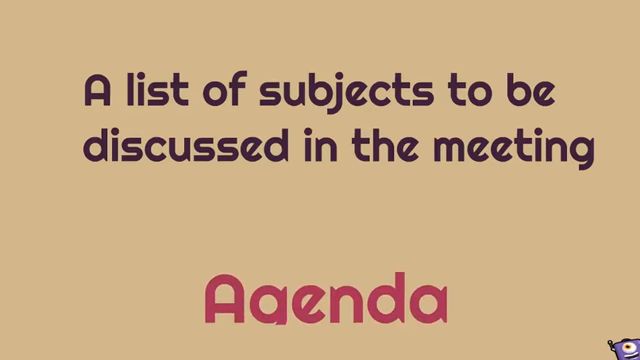 A list of subjects to be
discussed in the meeting
Agenda